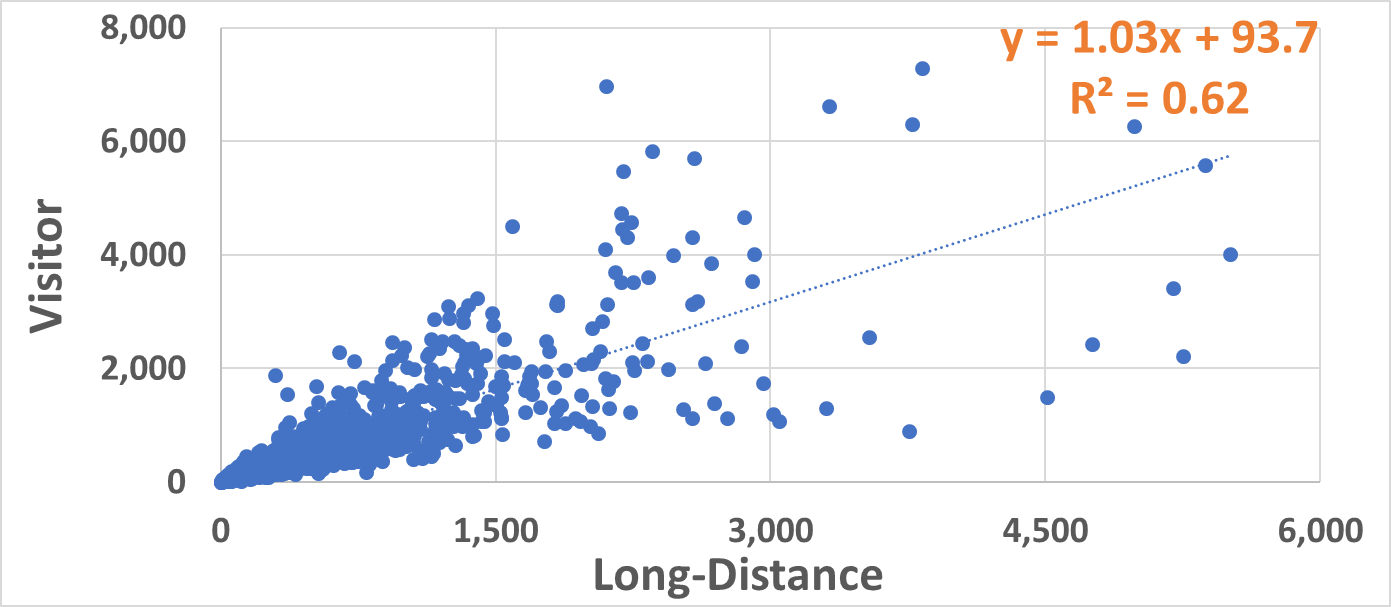 8,000
y = 1.03x + 93.7
R² = 0.62
6,000
4,000
2,000
0
Visitor
0 1,500 3,000 4,500 6,000
Long-Distance